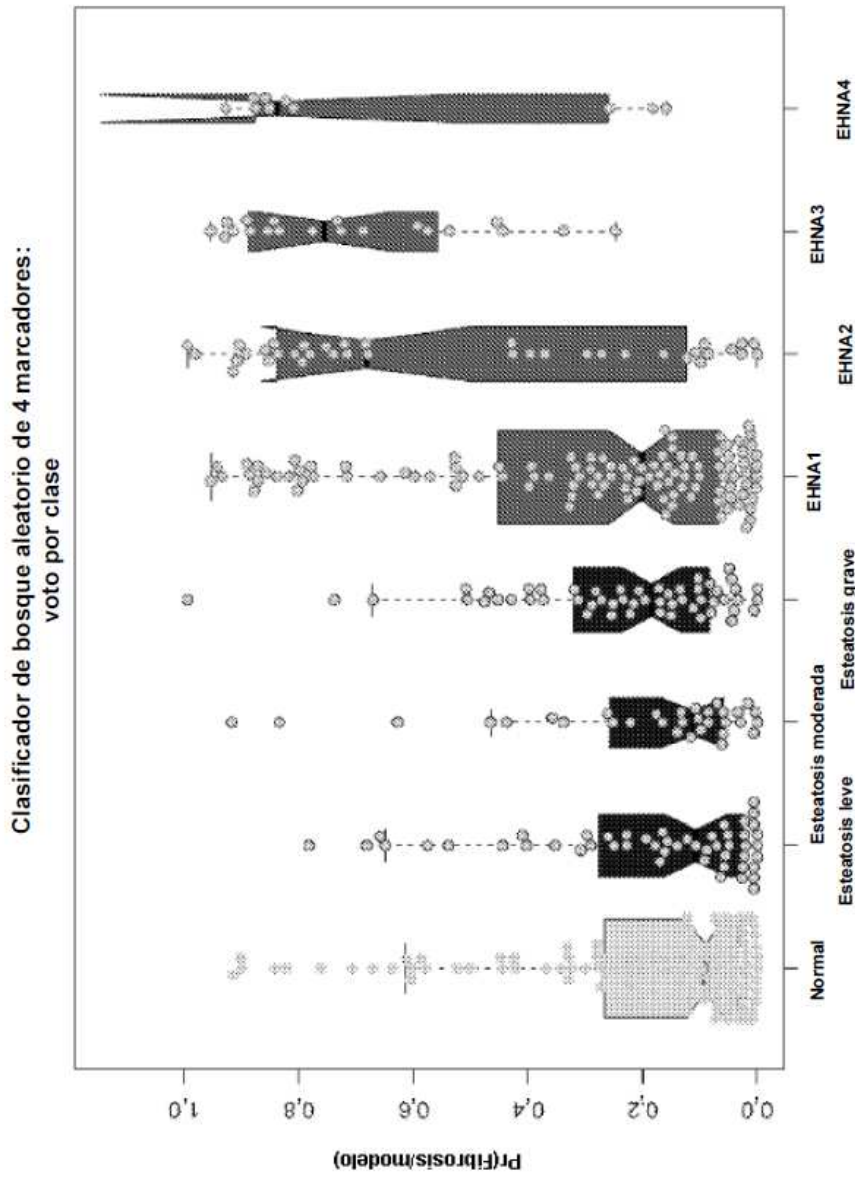 Clasificador de bosque aleatorio de 4 marcadores:
voto por clase
Pr(Fibrosis/modelo)
1,0
0,8
0,6
0,4
0,2
0,0
Normal
Esteatosis leve
Esteatosis moderada
Esteatosis grave
EHNA1
EHNA2
EHNA3
EHNA4